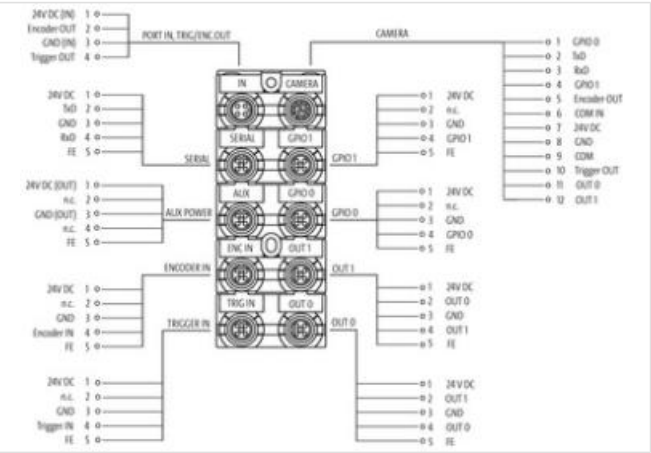 24V DC (IN) 1
Encoder OUT 2
GND (IN) 3
Trigger OUT 4
PORT IN, TRIG/ENC.OUT
CAMERA
1 GPIO 0
2 TxD
3 RxD
4 GPIO 1
5 Encoder OUT
6 COM IN
7 24V DC
8 GND
9 COM
10 Trigger OUT
11 OUT 0
12 OUT 1
IN CAMERA
SERIAL GPIO 1
AUX GPIO 0
ENC IN OUT 1
TRIG IN OUT 0
24V DC 1
TxD 2
GND 3
RxD 4
FE 5
SERIAL
1 24V DC
2 n.c.
3 GND
4 GPIO 1
5 FE
GPIO 1
24V DC (OUT) 1
n.c. 2
GND (OUT) 3
n.c. 4
FE 5
AUX POWER
1 24V DC
2 n.c.
3 GND
4 GPIO 0
5 FE
GPIO 0
ENCODER IN
24V DC 1
n.c. 2
GND 3
Encoder IN 4
FE 5
OUT 1
1 24V DC
2 OUT 0
3 GND
4 OUT 1
5 FE
TRIGGER IN
24V DC 1
n.c. 2
GND 3
Trigger IN 4
FE 5
OUT 0
1 24 V DC
2 OUT 1
3 GND
4 OUT 0
5 FE